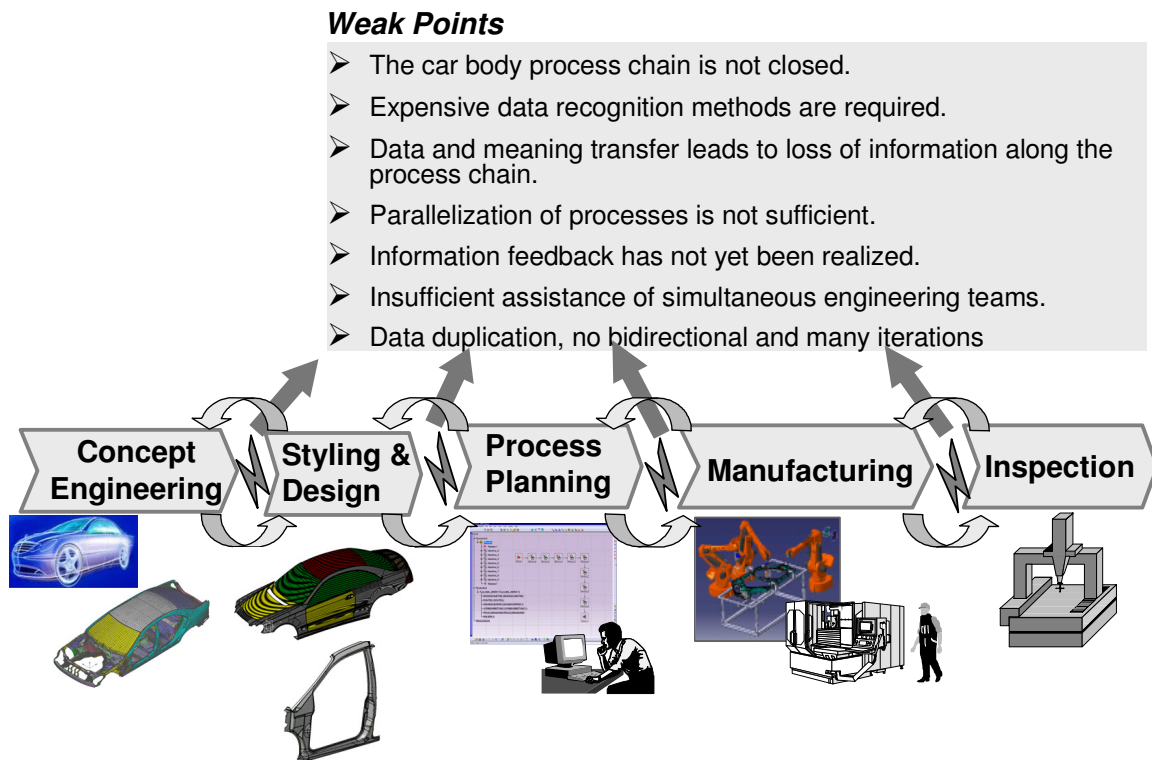 Weak Points
➢ The car body process chain is not closed.
➢ Expensive data recognition methods are required.
➢ Data and meaning transfer leads to loss of information along the
process chain.
➢ Parallelization of processes is not sufficient.
➢ Information feedback has not yet been realized.
➢ Insufficient assistance of simultaneous engineering teams.
➢ Data duplication, no bidirectional and many iterations
Concept
Engineering
Styling &
Design
Process
Planning
Manufacturing
Inspection